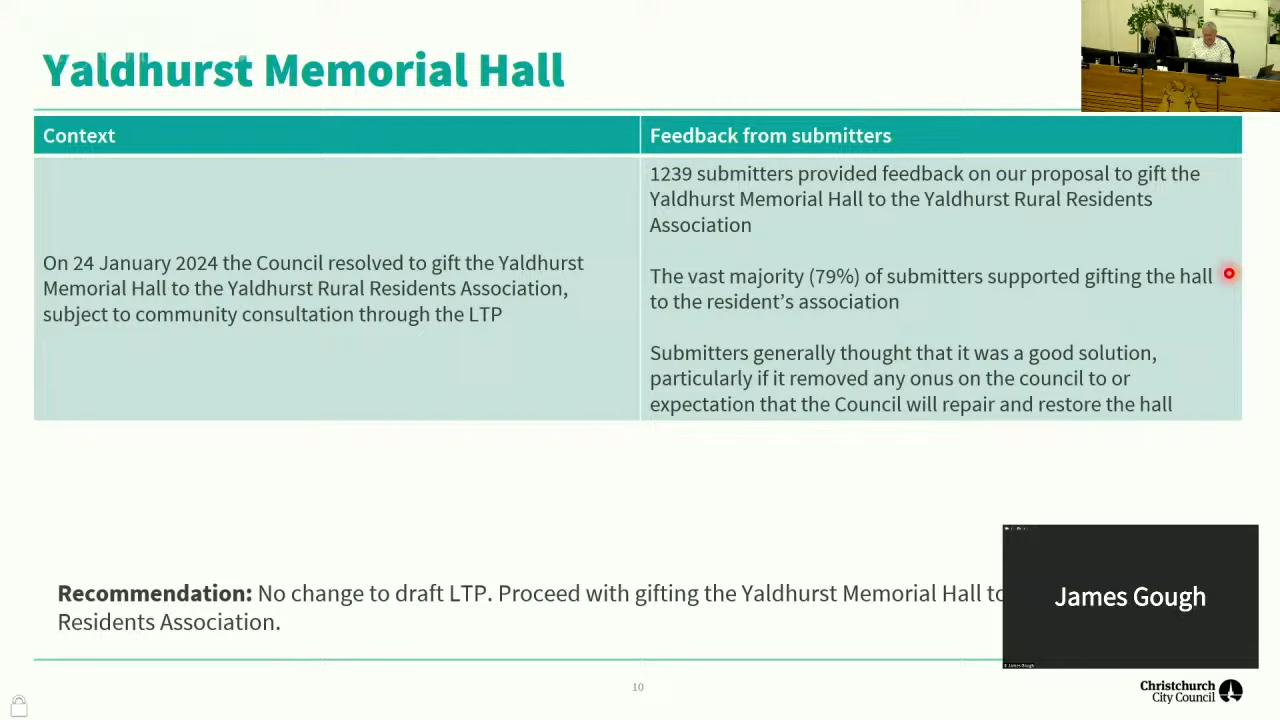 Yaldhurst Memorial Hall
Context
Feedback from submitters
On 24 January 2024 the Council resolved to gift the Yaldhurst
Memorial Hall to the Yaldhurst Rural Residents Association,
subject to community consultation through the LTP
1239 submitters provided feedback on our proposal to gift the
Yaldhurst Memorial Hall to the Yaldhurst Rural Residents
Association
The vast majority (79%) of submitters supported gifting the hall
to the resident's association
Submitters generally thought that it was a good solution,
particularly if it removed any onus on the council to or
expectation that the Council will repair and restore the hall
Recommendation: No change to draft LTP. Proceed with gifting the Yaldhurst Memorial Hall to
Residents Association.
James Gough
James Gough
10
Christchurch
City Council